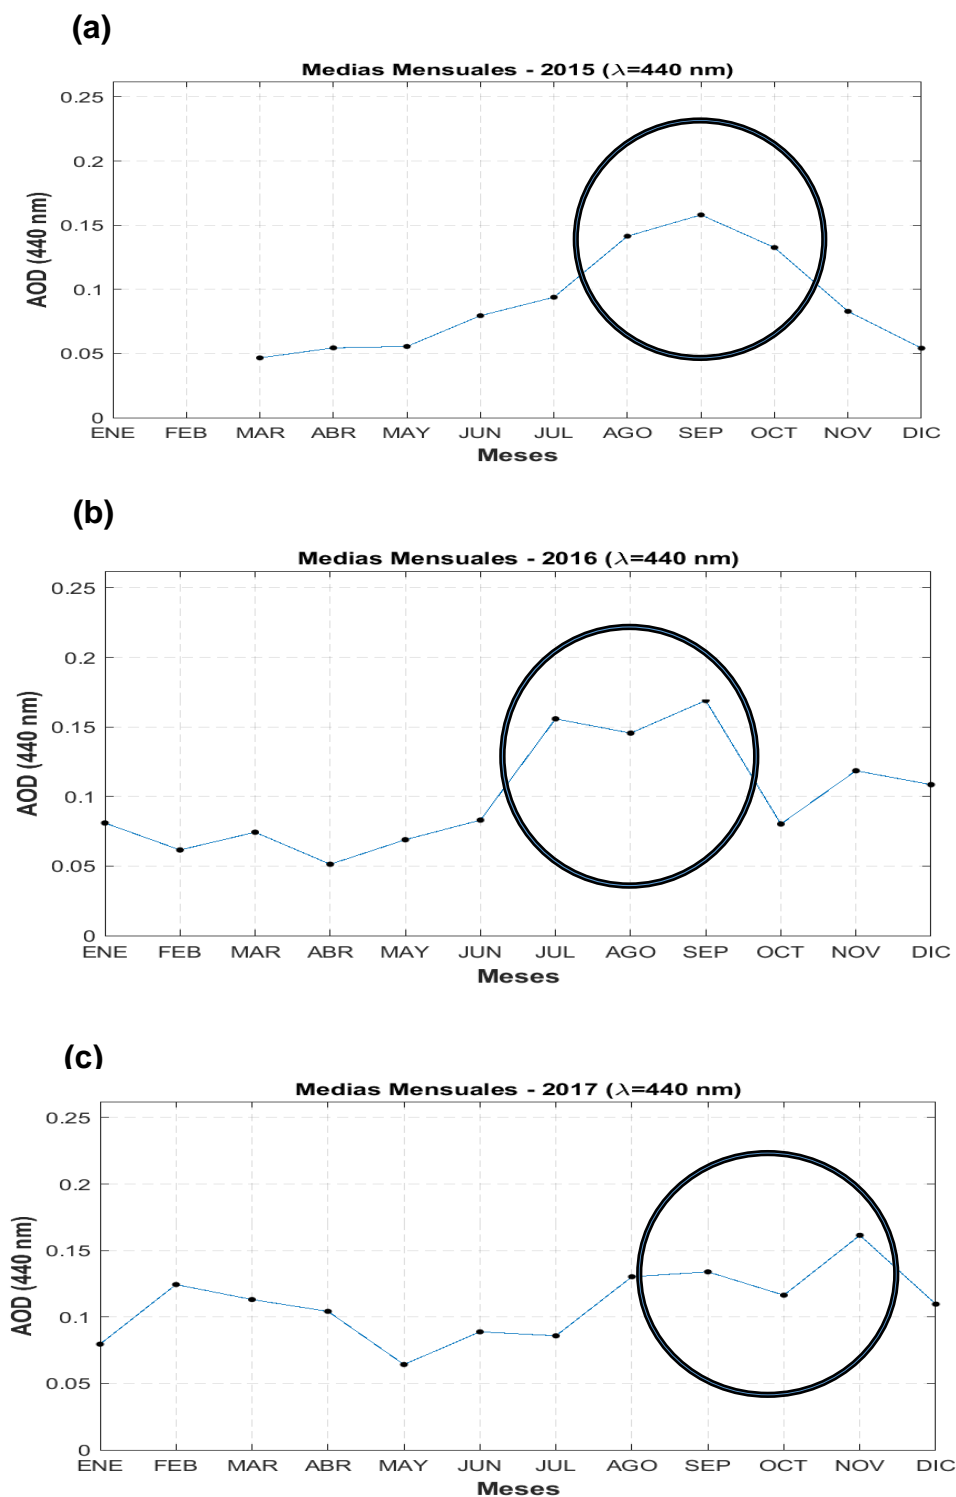 (a)
Medias Mensuales - 2015 (λ=440 nm)
AOD (440 nm)
0.25
0.2
0.15
0.1
0.05
0
ENE FEB MAR ABR MAY JUN JUL AGO SEP OCT NOV DIC
Meses
(b)
Medias Mensuales - 2016 (λ=440 nm)
AOD (440 nm)
0.25
0.2
0.15
0.1
0.05
0
ENE FEB MAR ABR MAY JUN JUL AGO SEP OCT NOV DIC
Meses
(c)
Medias Mensuales - 2017 (λ=440 nm)
AOD (440 nm)
0.25
0.2
0.15
0.1
0.05
0
ENE FEB MAR ABR MAY JUN JUL AGO SEP OCT NOV DIC
Meses